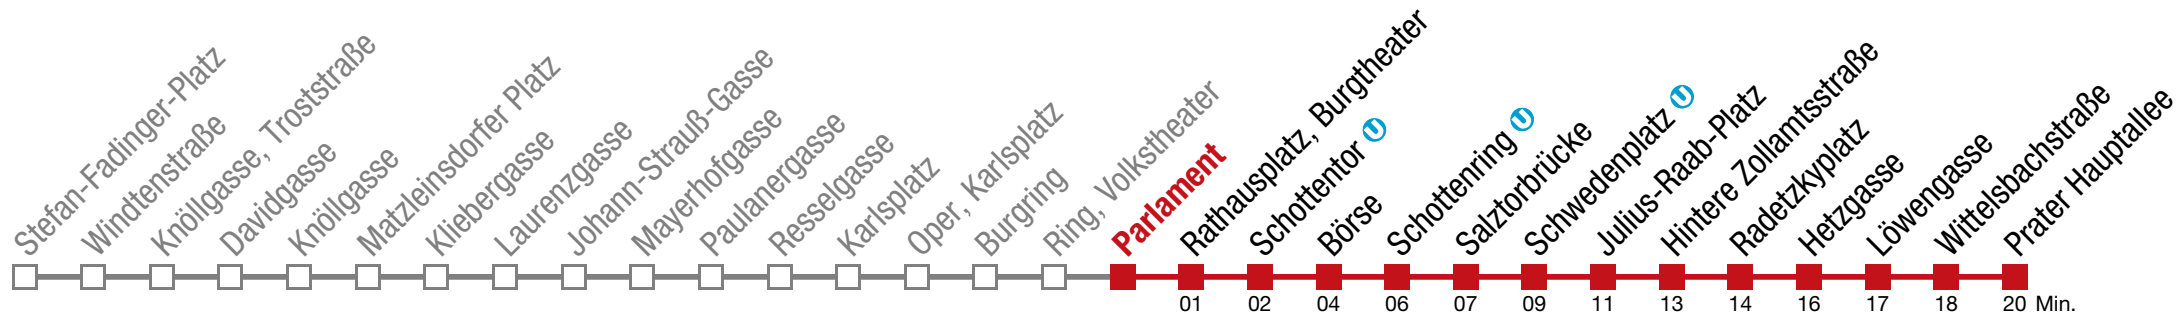 Stefan-Fadinger-Platz
Windtenstraße
Knöllgasse, Troststraße
Davidgasse
Knöllgasse
Matzleinsdorfer Platz
Kliebergasse
Laurenzgasse
Johann-Strauß-Gasse
Mayerhofgasse
Paulanergasse
Resselgasse
Karlsplatz
Oper, Karlsplatz
Burgring
Ring, Volkstheater
Parlament
Rathausplatz, Burgtheater
Schottentor U
Börse
Schottenring U
Salztorbrücke
Schwedenplatz U
Julius-Raab-Platz
Hintere Zollamtsstraße
Radetzkyplatz
Hetzgasse
Löwengasse
Wittelsbachstraße
Prater Hauptallee
01 02 04 06 07 09 11 13 14 16 17 18 20 Min.